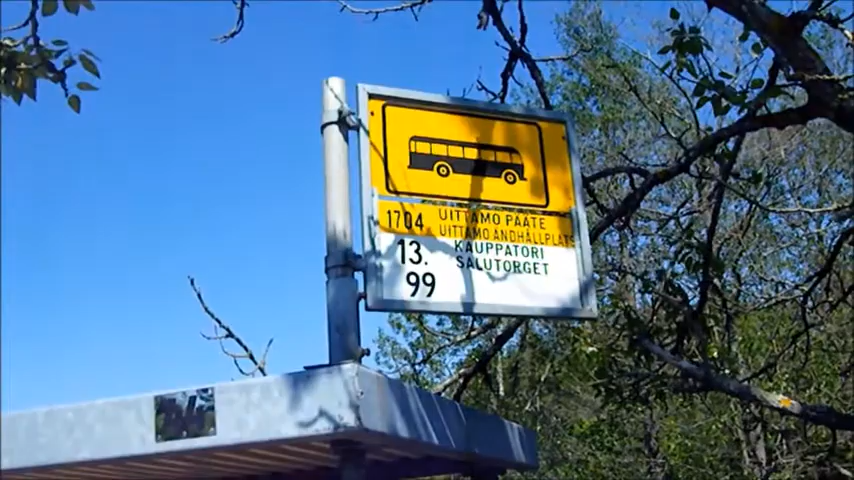 1704 UITTAMO PÄÄTE.
UITTAMO ÄNDHÅLLPLATS
13. KAUPPATORI
SALUTORGET
99